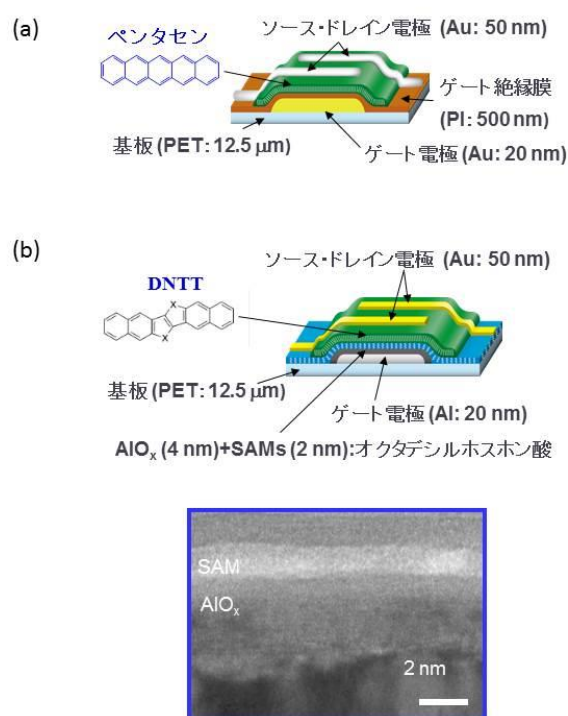 (a)
ペンタセン
ソース・ドレイン電極 (Au: 50 nm)
ゲート絶縁膜
(PI: 500 nm)
基板(PET: 12.5 μm)
ゲート電極(Au: 20 nm)
(b)
ソース・ドレイン電極 (Au: 50 nm)
DNTT
X
X
基板(PET: 12.5 μm)
ゲート電極(Al: 20 nm)
AlOx (4 nm)+SAMs (2 nm):オクタデシルホスホン酸
SAM
AlOx
2 nm